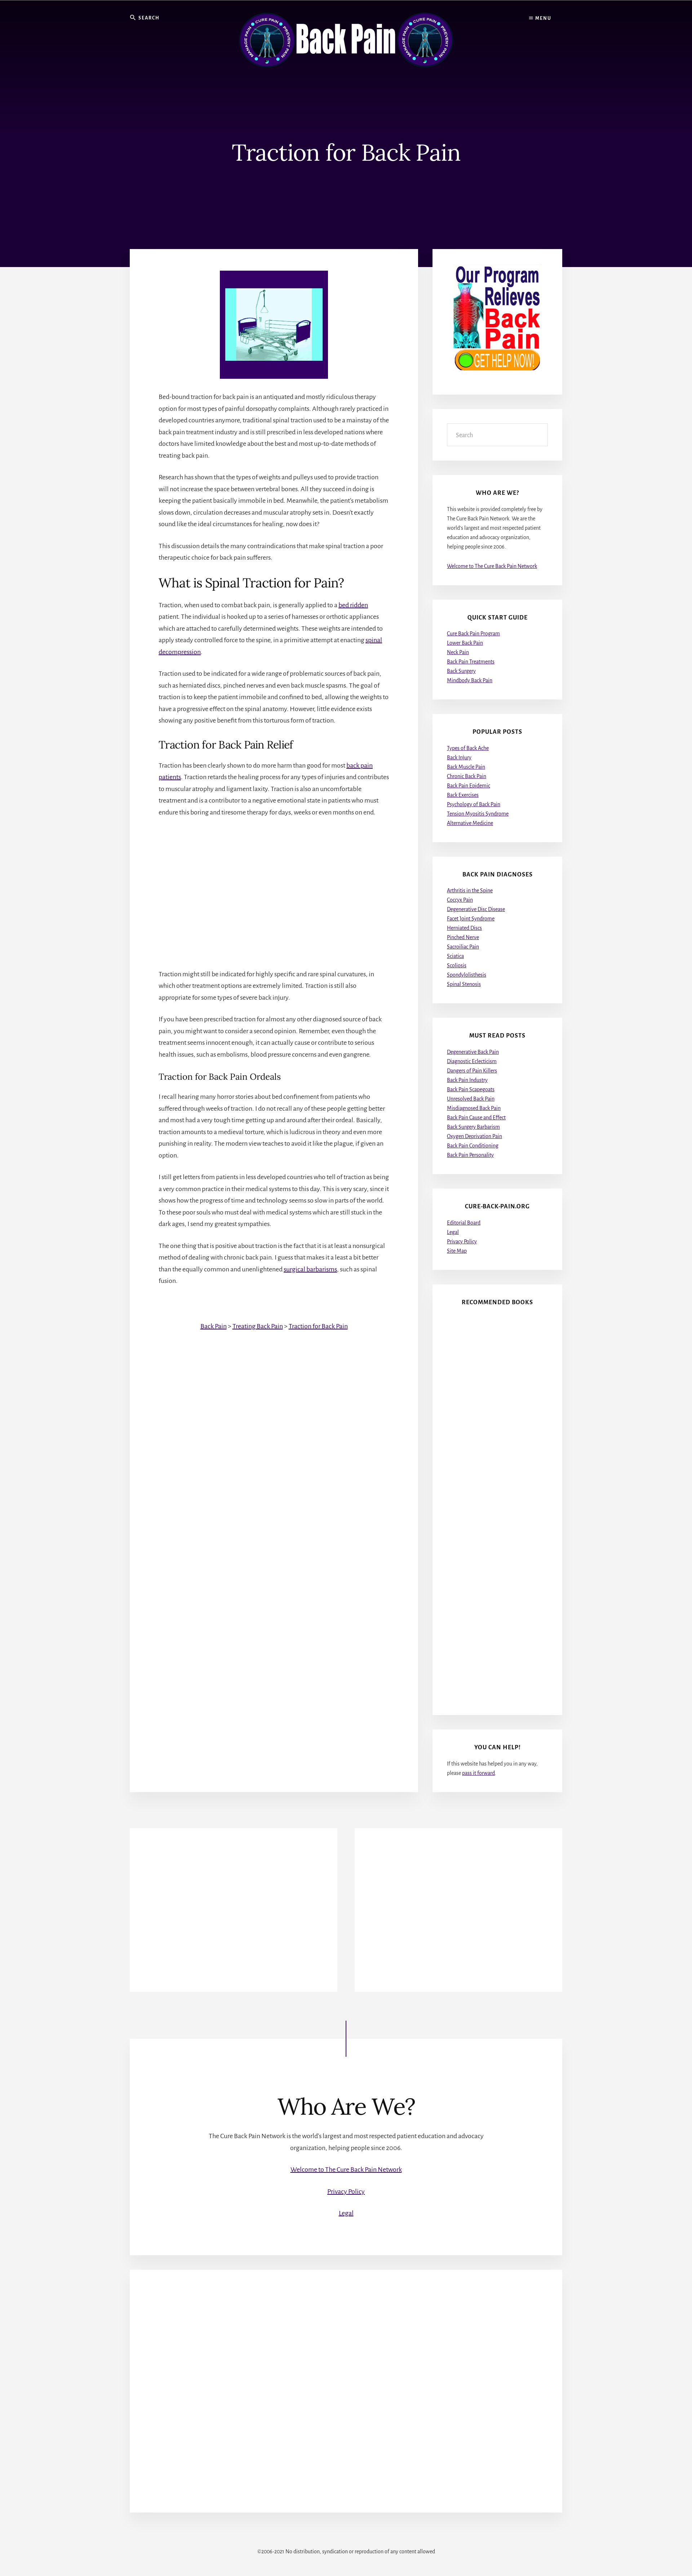 SEARCH
Back Pain
MENU
Traction for Back Pain
Bed-bound traction for back pain is an antiquated and mostly ridiculous therapy
option for most types of painful dorsopathy complaints. Although rarely practiced in
developed countries anymore, traditional spinal traction used to be a mainstay of the
back pain treatment industry and is still prescribed in less developed nations where
doctors have limited knowledge about the best and most up-to-date methods of
treating back pain.
Research has shown that the types of weights and pulleys used to provide traction
will not increase the space between vertebral bones. All they succeed in doing is
keeping the patient basically immobile in bed. Meanwhile, the patient's metabolism
slows down, circulation decreases and muscular atrophy sets in. Doesn't exactly
sound like the ideal circumstances for healing, now does it?
This discussion details the many contraindications that make spinal traction a poor
therapeutic choice for back pain sufferers.
What is Spinal Traction for Pain?
Traction, when used to combat back pain, is generally applied to a bed ridden
patient. The individual is hooked up to a series of harnesses or orthotic appliances
which are attached to carefully determined weights. These weights are intended to
apply steady controlled force to the spine, in a primitive attempt at enacting spinal
decompression.
Traction used to be indicated for a wide range of problematic sources of back pain,
such as herniated discs, pinched nerves and even back muscle spasms. The goal of
traction is to keep the patient immobile and confined to bed, allowing the weights to
have a progressive effect on the spinal anatomy. However, little evidence exists
showing any positive benefit from this torturous form of traction.
Traction for Back Pain Relief
Traction has been clearly shown to do more harm than good for most back pain
patients. Traction retards the healing process for any types of injuries and contributes
to muscular atrophy and ligament laxity. Traction is also an uncomfortable
treatment and is a contributor to a negative emotional state in patients who must
endure this boring and tiresome therapy for days, weeks or even months on end.
Traction might still be indicated for highly specific and rare spinal curvatures, in
which other treatment options are extremely limited. Traction is still also
appropriate for some types of severe back injury.
If you have been prescribed traction for almost any other diagnosed source of back
pain, you might want to consider a second opinion. Remember, even though the
treatment seems innocent enough, it can actually cause or contribute to serious
health issues, such as embolisms, blood pressure concerns and even gangrene.
Traction for Back Pain Ordeals
I recall hearing many horror stories about bed confinement from patients who
suffered through weeks of traction. I do not recall any of these people getting better
and most had a very tough time getting up and around after their ordeal. Basically,
traction amounts to a medieval torture, which is ludicrous in theory and even more
punishing in reality. The modern view teaches to avoid it like the plague, if given an
option.
I still get letters from patients in less developed countries who tell of traction as being
a very common practice in their medical systems to this day. This is very scary, since it
shows how the progress of time and technology seems so slow in parts of the world.
To these poor souls who must deal with medical systems which are still stuck in the
dark ages, I send my greatest sympathies.
The one thing that is positive about traction is the fact that it is at least a nonsurgical
method of dealing with chronic back pain. I guess that makes it a least a bit better
than the equally common and unenlightened surgical barbarisms, such as spinal
fusion.
Back Pain > Treating Back Pain > Traction for Back Pain
Our Program
Relieves
Back
Pain
GET HELP NOW!
Search
WHO ARE WE?
This website is provided completely free by
The Cure Back Pain Network. We are the
world's largest and most respected patient
education and advocacy organization,
helping people since 2006.
Welcome to The Cure Back Pain Network
QUICK START GUIDE
Cure Back Pain Program
Lower Back Pain
Neck Pain
Back Pain Treatments
Back Surgery
Mindbody Back Pain
POPULAR POSTS
Types of Back Ache
Back Injury
Back Muscle Pain
Chronic Back Pain
Back Pain Epidemic
Back Exercises
Psychology of Back Pain
Tension Myositis Syndrome
Alternative Medicine
BACK PAIN DIAGNOSES
Arthritis in the Spine
Coccyx Pain
Degenerative Disc Disease
Facet Joint Syndrome
Herniated Discs
Pinched Nerve
Sacroiliac Pain
Sciatica
Scoliosis
Spondylolisthesis
Spinal Stenosis
MUST READ POSTS
Degenerative Back Pain
Diagnostic Eclecticism
Dangers of Pain Killers
Back Pain Industry
Back Pain Scapegoats
Unresolved Back Pain
Misdiagnosed Back Pain
Back Pain Cause and Effect
Back Surgery Barbarism
Oxygen Deprivation Pain
Back Pain Conditioning
Back Pain Personality
CURE-BACK-PAIN.ORG
Editorial Board
Legal
Privacy Policy
Site Map
RECOMMENDED BOOKS
YOU CAN HELP!
If this website has helped you in any way,
please pass it forward.
Who Are We?
The Cure Back Pain Network is the world's largest and most respected patient education and advocacy
organization, helping people since 2006.
Welcome to The Cure Back Pain Network
Privacy Policy
Legal
©2006-2021 No distribution, syndication or reproduction of any content allowed